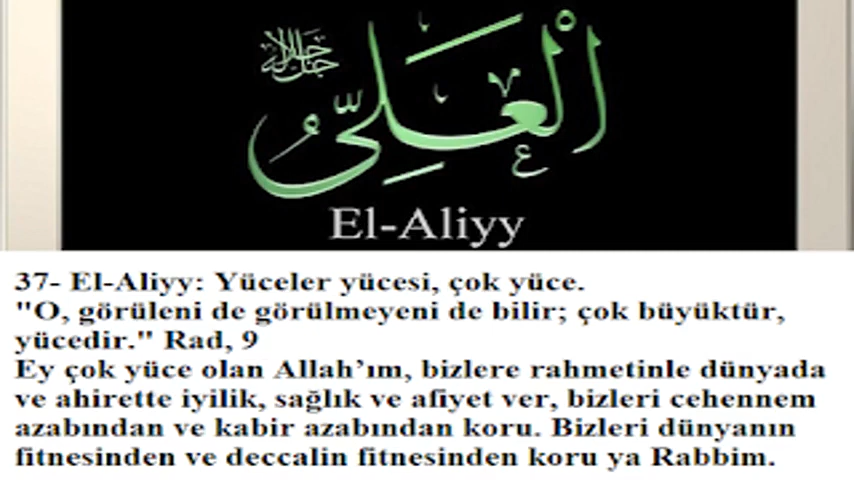 جل جلاله
العلي
El-Aliyy
37- El-Aliyy: Yüceler yücesi, çok yüce.
"O, görüleni de görülmeyeni de bilir; çok büyüktür,
yücedir." Rad, 9
Ey çok yüce olan Allah’ım, bizlere rahmetinle dünyada
ve ahirette iyilik, sağlık ve afiyet ver, bizleri cehennem
azabından ve kabir azabından koru. Bizleri dünyanın
fitnesinden ve deccalin fitnesinden koru ya Rabbim.